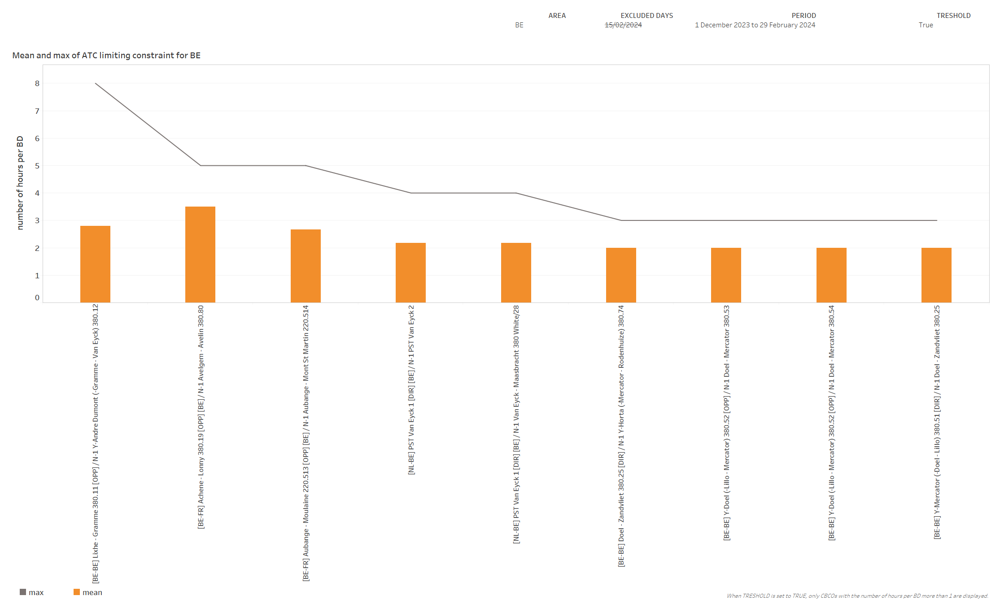 AREA EXCLUDED DAYS PERIOD TRESHOLD
BE 15/02/2024 1 December 2023 to 29 February 2024 True
Mean and max of ATC limiting constraint for BE
number of hours per BD
8
7
6
5
4
3
2
1
0
[BE-BE] Lixhe - Gramme 380.11 [OPP] / N-1 Y-Andre Dumont (-Gramme - Van Eyck) 380.12
[BE-FR] Achene - Lonny 380.19 [OPP] [BE] / N-1 Avelgem - Avelin 380.80
[BE-FR] Aubange - Moulaine 220.513 [OPP] [BE] / N-1 Aubange - Mont St Martin 220.514
[NL-BE] PST Van Eyck 1 [DIR] [BE] / N-1 PST Van Eyck 2
[NL-BE] PST Van Eyck 1 [DIR] [BE] / N-1 Van Eyck - Maasbracht 380 White/28
[BE-BE] Doel - Zandvliet 380.25 [DIR] / N-1 Y-Horta (-Mercator - Rodenhuize) 380.74
[BE-BE] Y-Doel (-Lillo - Mercator) 380.52 [OPP] / N-1 Doel - Mercator 380.53
[BE-BE] Y-Doel (-Lillo - Mercator) 380.52 [OPP] / N-1 Doel - Mercator 380.54
[BE-BE] Y-Mercator (-Doel - Lillo) 380.51 [DIR] / N-1 Doel - Zandvliet 380.25
max mean
When TRESHOLD is set to TRUE, only CBCOs with the number of hours per BD more than 1 are displayed.